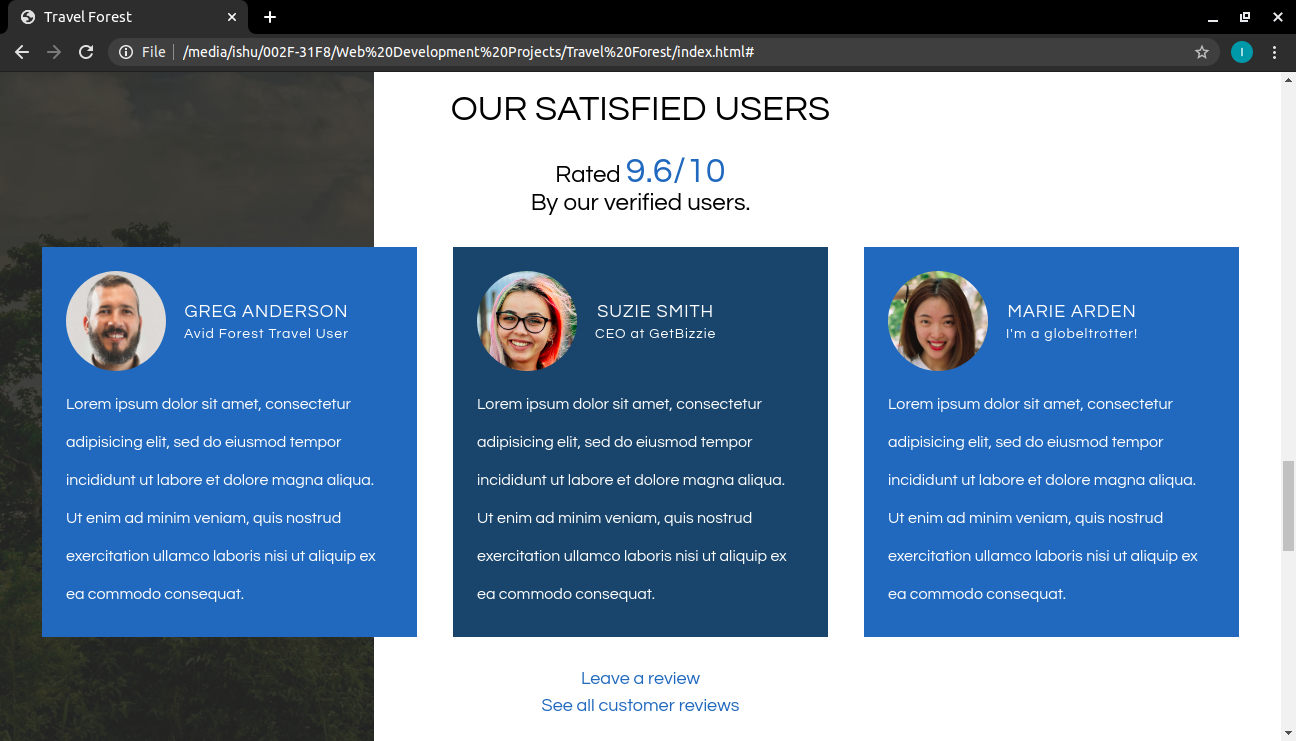 Travel Forest
File
/media/ishu/002F-31F8/Web%20Development%20Projects/Travel%20Forest/index.html#
I
OUR SATISFIED USERS
Rated 9.6/10
By our verified users.
GREG ANDERSON
Avid Forest Travel User
Lorem ipsum dolor sit amet, consectetur
adipisicing elit, sed do eiusmod tempor
incididunt ut labore et dolore magna aliqua.
Ut enim ad minim veniam, quis nostrud
exercitation ullamco laboris nisi ut aliquip ex
ea commodo consequat.
SUZIE SMITH
CEO at GetBizzie
Lorem ipsum dolor sit amet, consectetur
adipisicing elit, sed do eiusmod tempor
incididunt ut labore et dolore magna aliqua.
Ut enim ad minim veniam, quis nostrud
exercitation ullamco laboris nisi ut aliquip ex
ea commodo consequat.
MARIE ARDEN
I'm a globeltrotter!
Lorem ipsum dolor sit amet, consectetur
adipisicing elit, sed do eiusmod tempor
incididunt ut labore et dolore magna aliqua.
Ut enim ad minim veniam, quis nostrud
exercitation ullamco laboris nisi ut aliquip ex
ea commodo consequat.
Leave a review
See all customer reviews